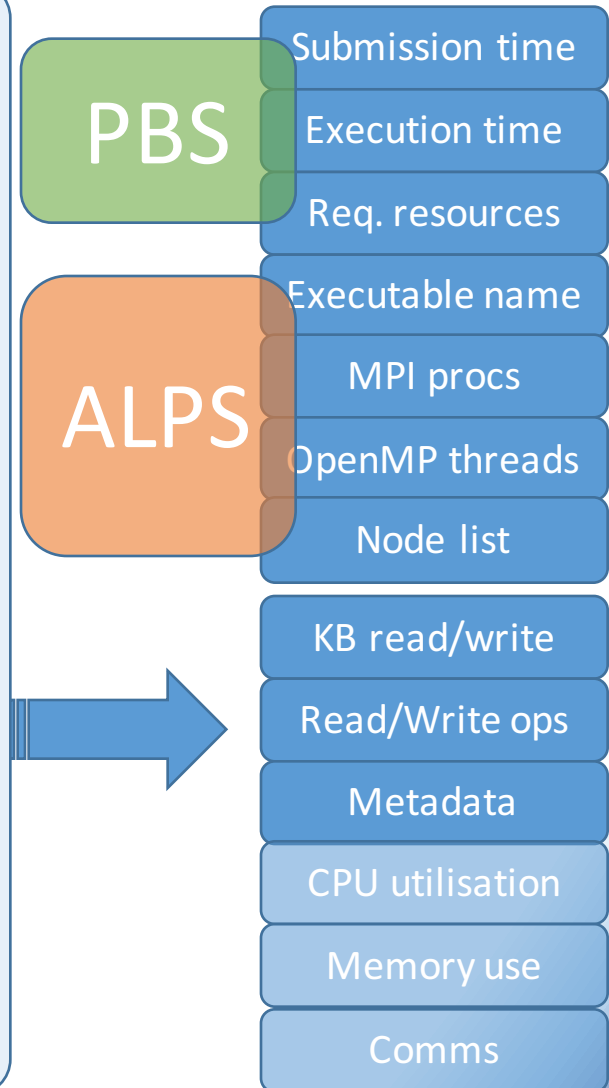 PBS
Submission time
Execution time
Req. resources
ALPS
Executable name
MPI procs
OpenMP threads
Node list
KB read/write
Read/Write ops
Metadata
CPU utilisation
Memory use
Comms